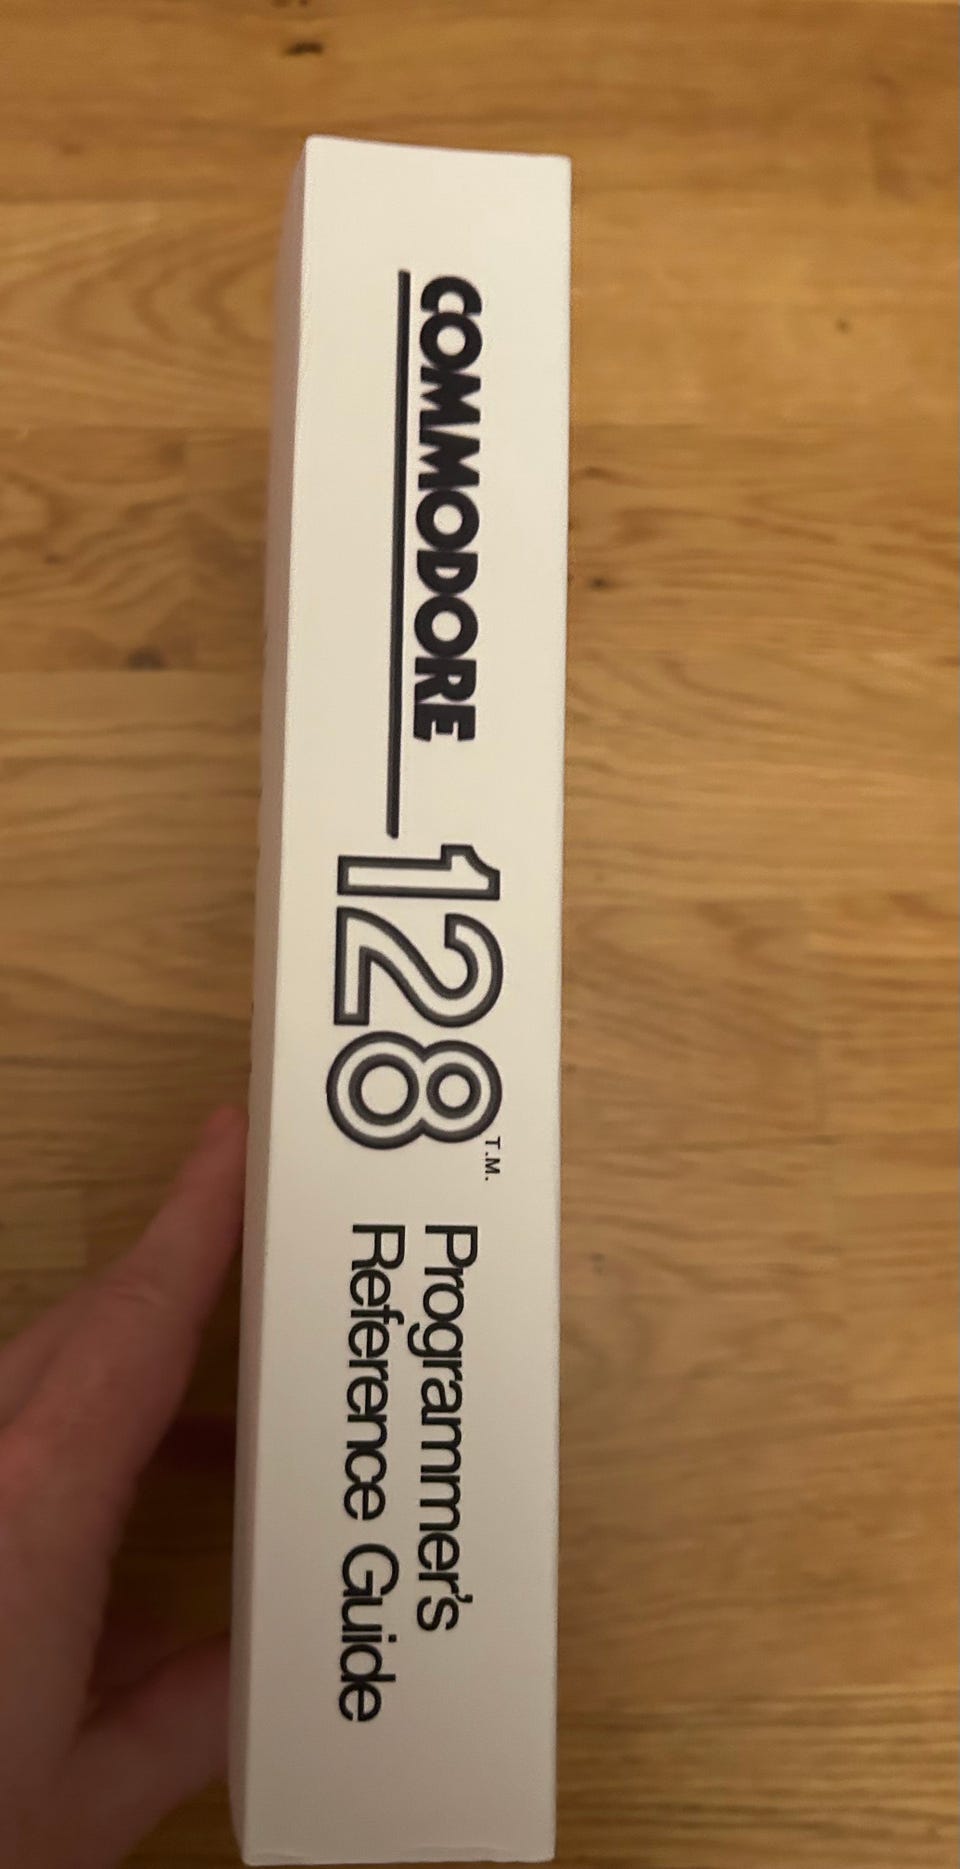 COMMODORE 128 T.M.
Programmer's
Reference Guide